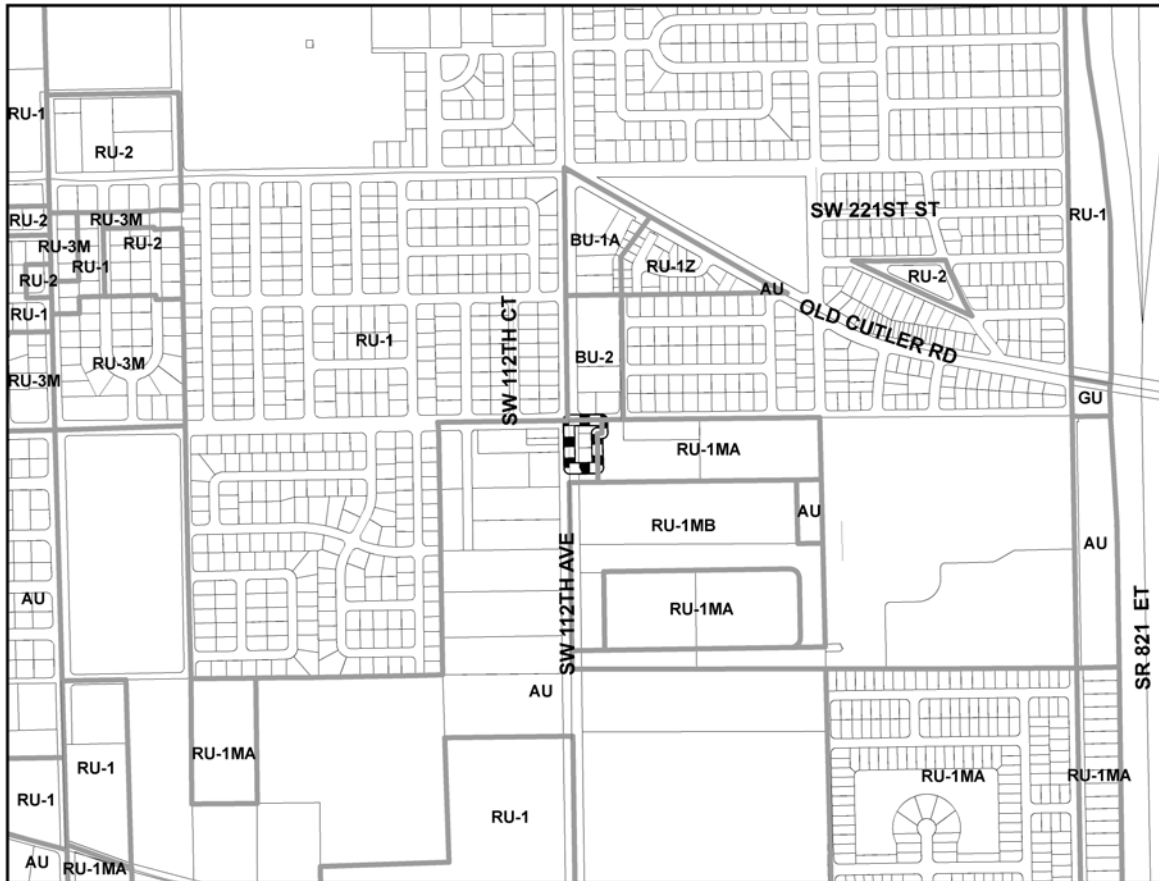 RU-1
RU-2
RU-2
RU-3M
RU-3M
RU-2
RU-1
RU-2
RU-1
RU-3M
RU-3M
RU-1
SW 112TH CT
BU-1A
RU-1Z
AU
BU-2
SW 221ST ST
RU-2
OLD CUTLER RD
RU-1
GU
RU-1MA
RU-1MB
AU
RU-1MA
SW 112TH AVE
AU
AU
SR 821 ET
AU
RU-1MA
RU-1
RU-1
AU
RU-1MA
RU-1
RU-1MA
RU-1MA